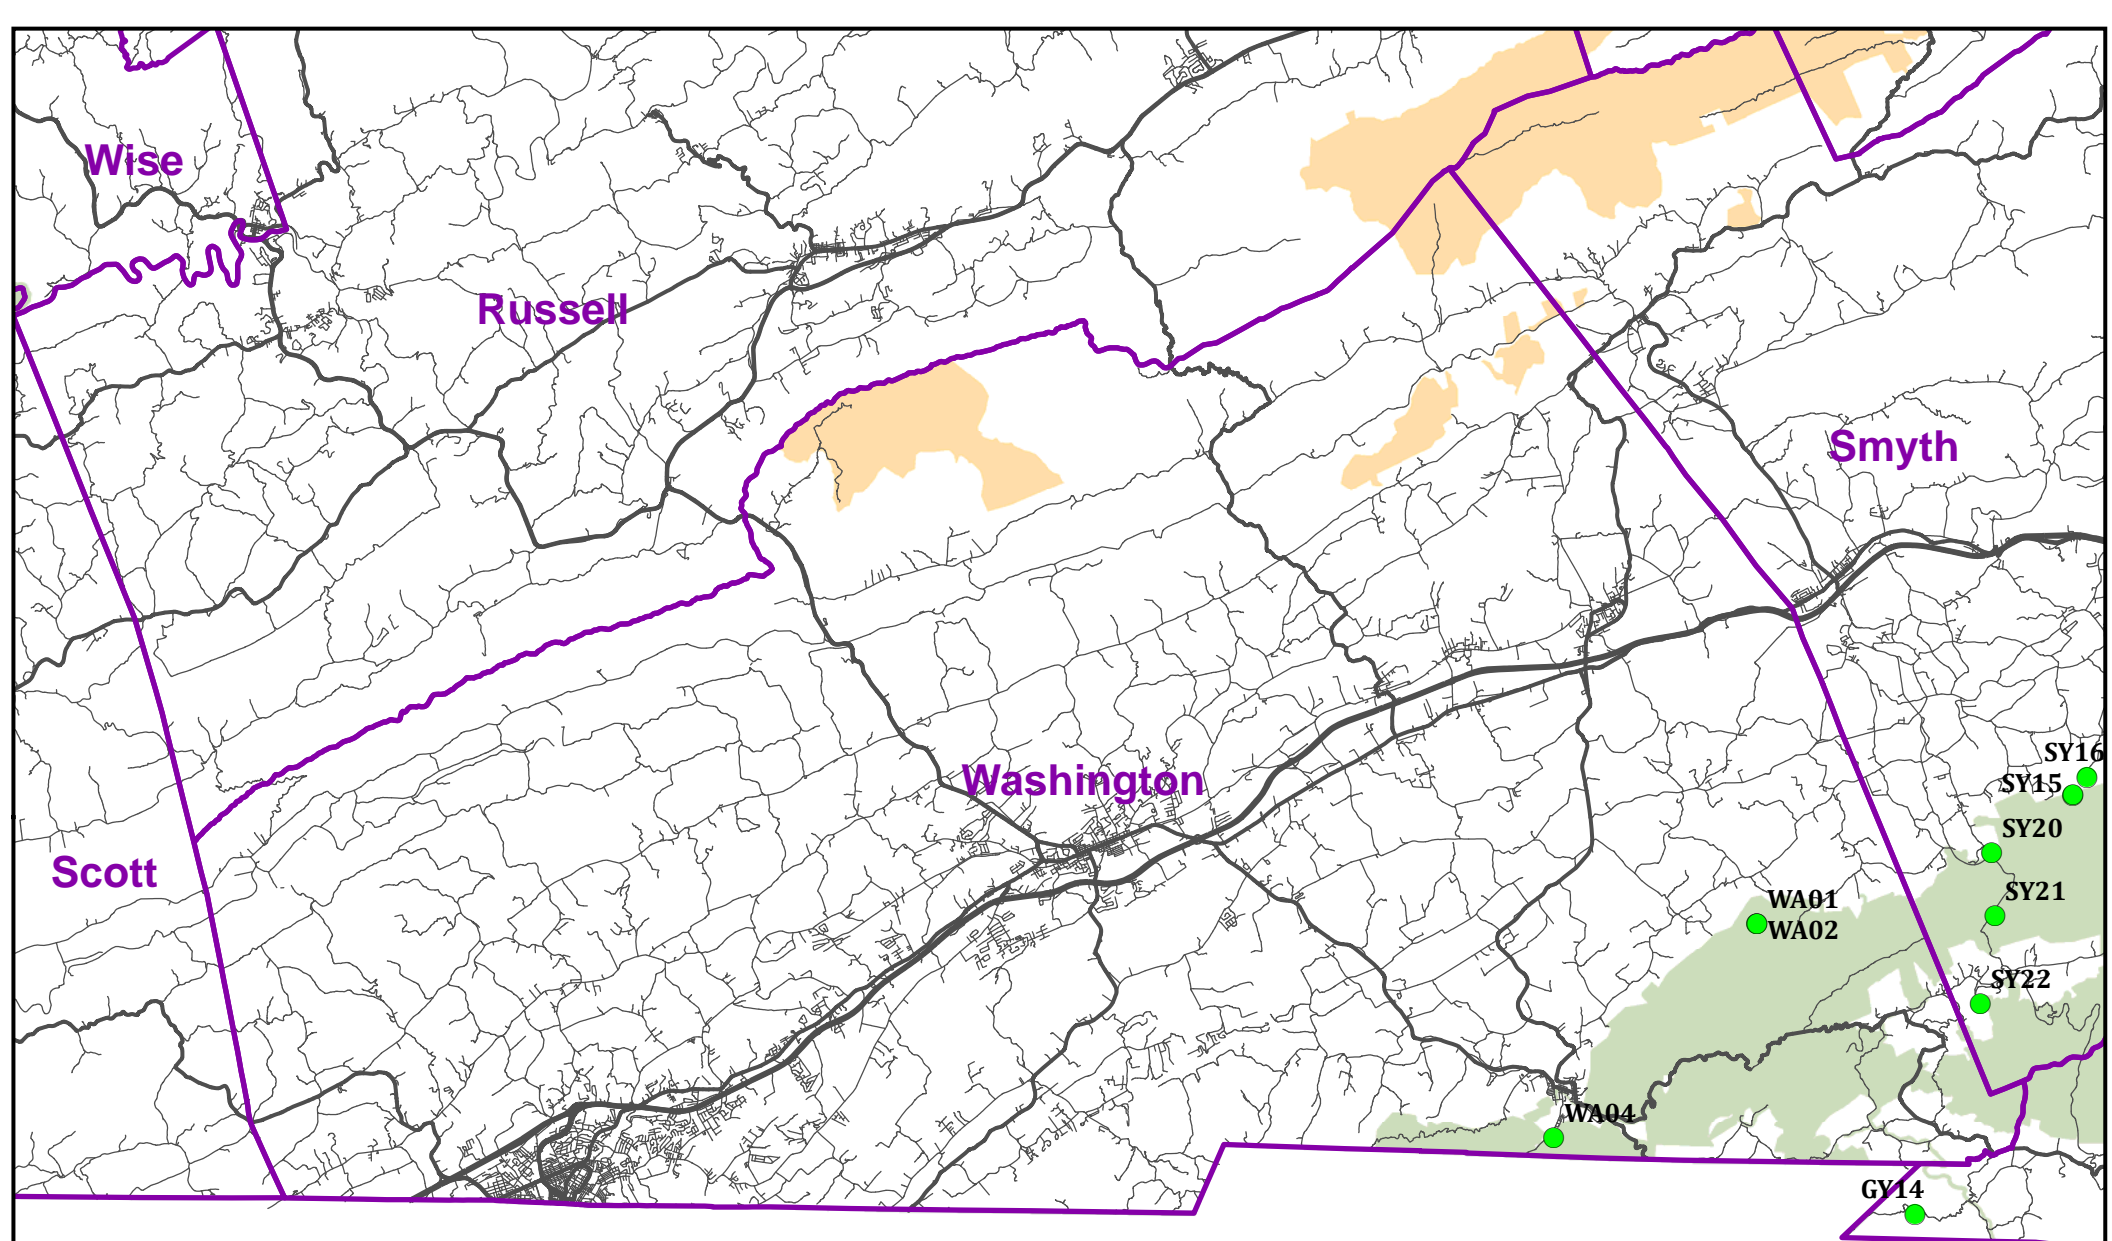 Wise
Russell
Smyth
SY16
Washington
SY15
SY20
Scott
SY21
WA01
WA02
SY22
WA04
GY14